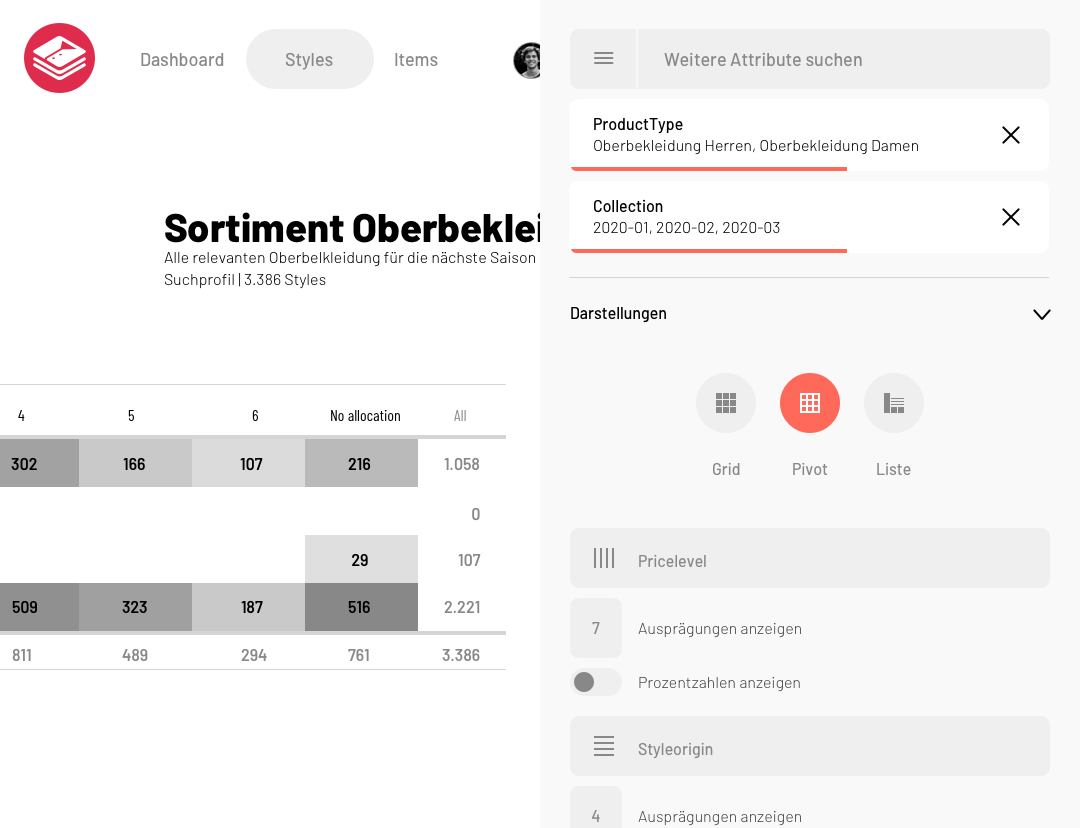 Dashboard
Styles
Items
Sortiment Oberbeklei
Alle relevanten Oberbelkleidung für die nächste Saison
Suchprofil | 3.386 Styles
4 5 6 No allocation All
302 166 107 216 1.058
0
29 107
509 323 187 516 2.221
811 489 294 761 3.386
Weitere Attribute suchen
ProductType
Oberbekleidung Herren, Oberbekleidung Damen
Collection
2020-01, 2020-02, 2020-03
Darstellungen
Grid Pivot Liste
Pricelevel
7 Ausprägungen anzeigen
Prozentzahlen anzeigen
Styleorigin
4 Ausprägungen anzeigen